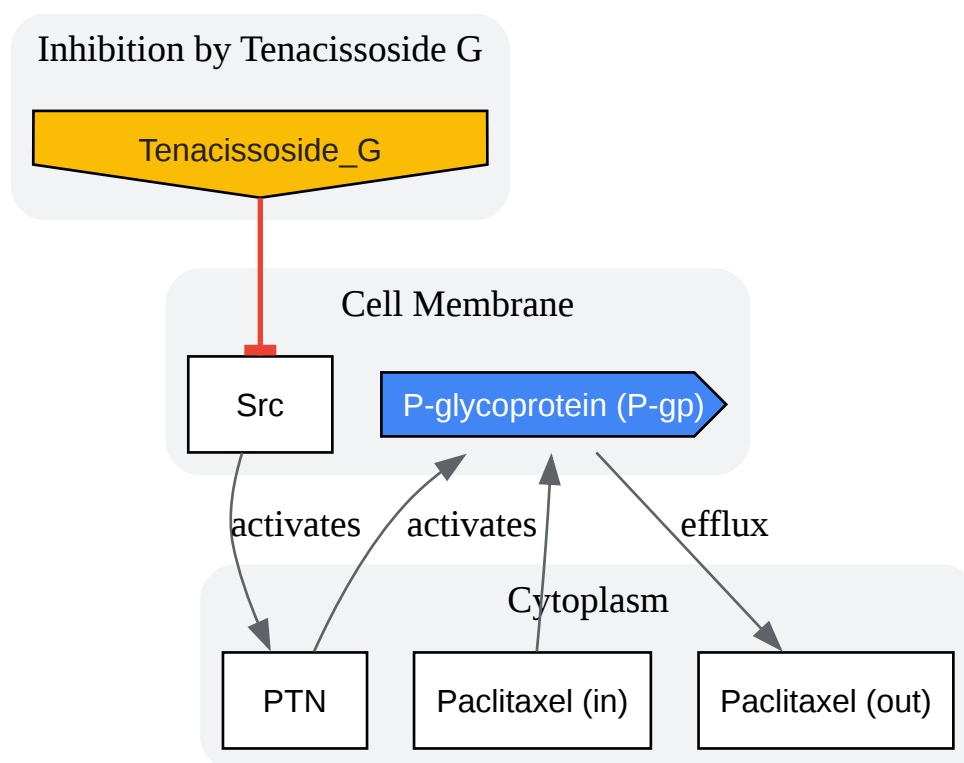 Inhibition by Tenacissoside G
Tenacissoside_G
Cell Membrane
Src
P-glycoprotein (P-gp)
activates
activates
efflux
Cytoplasm
PTN
Paclitaxel (in)
Paclitaxel (out)